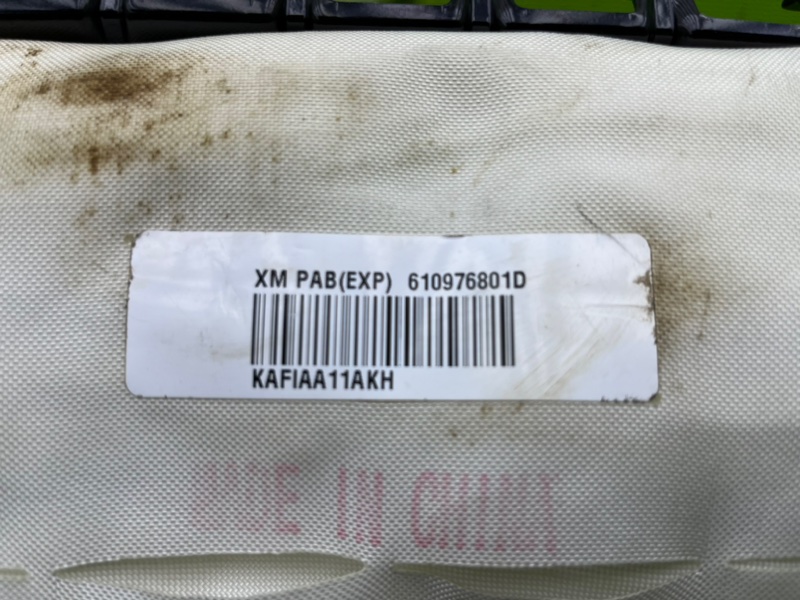 XM PAB(EXP) 610976801D
KAFIAA11AKH
MADE IN CHINA